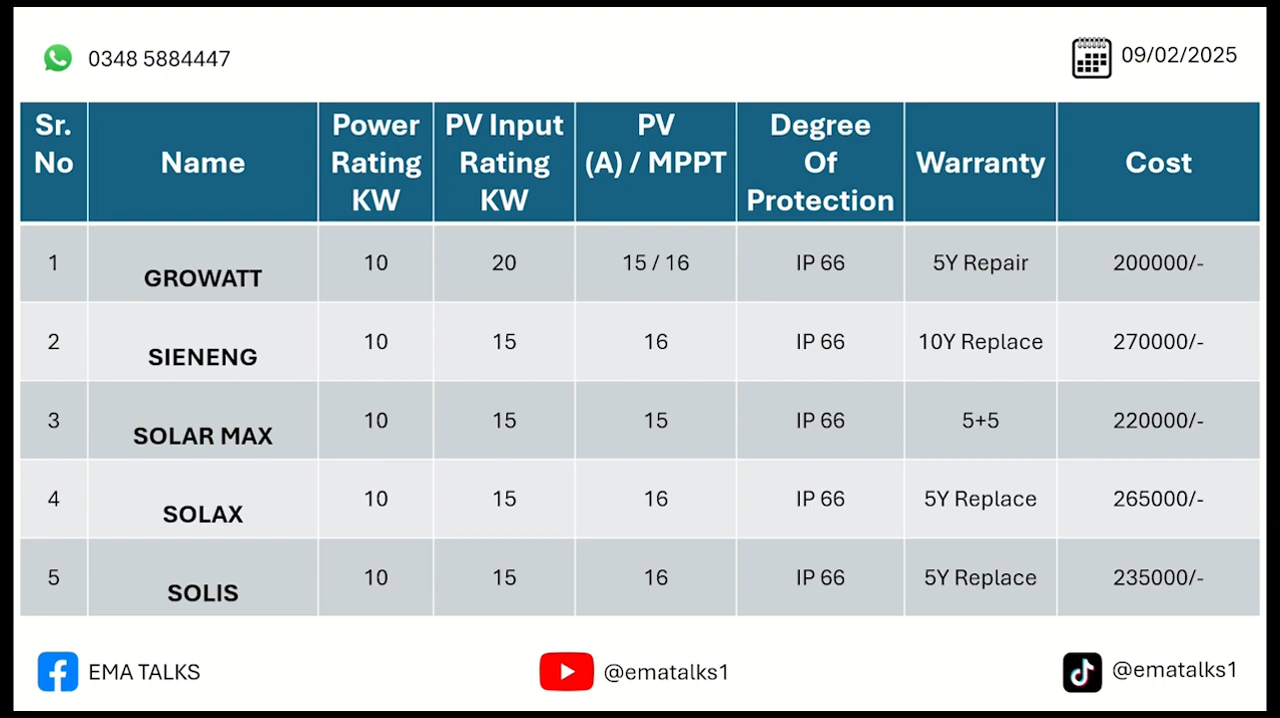 0348 5884447
09/02/2025
Sr. No | Name | Power Rating KW | PV Input Rating KW | PV (A) / MPPT | Degree Of Protection | Warranty | Cost
1 | GROWATT | 10 | 20 | 15 / 16 | IP 66 | 5Y Repair | 200000/-
2 | SIENENG | 10 | 15 | 16 | IP 66 | 10Y Replace | 270000/-
3 | SOLAR MAX | 10 | 15 | 15 | IP 66 | 5+5 | 220000/-
4 | SOLAX | 10 | 15 | 16 | IP 66 | 5Y Replace | 265000/-
5 | SOLIS | 10 | 15 | 16 | IP 66 | 5Y Replace | 235000/-
EMA TALKS
@ematalks1
@ematalks1